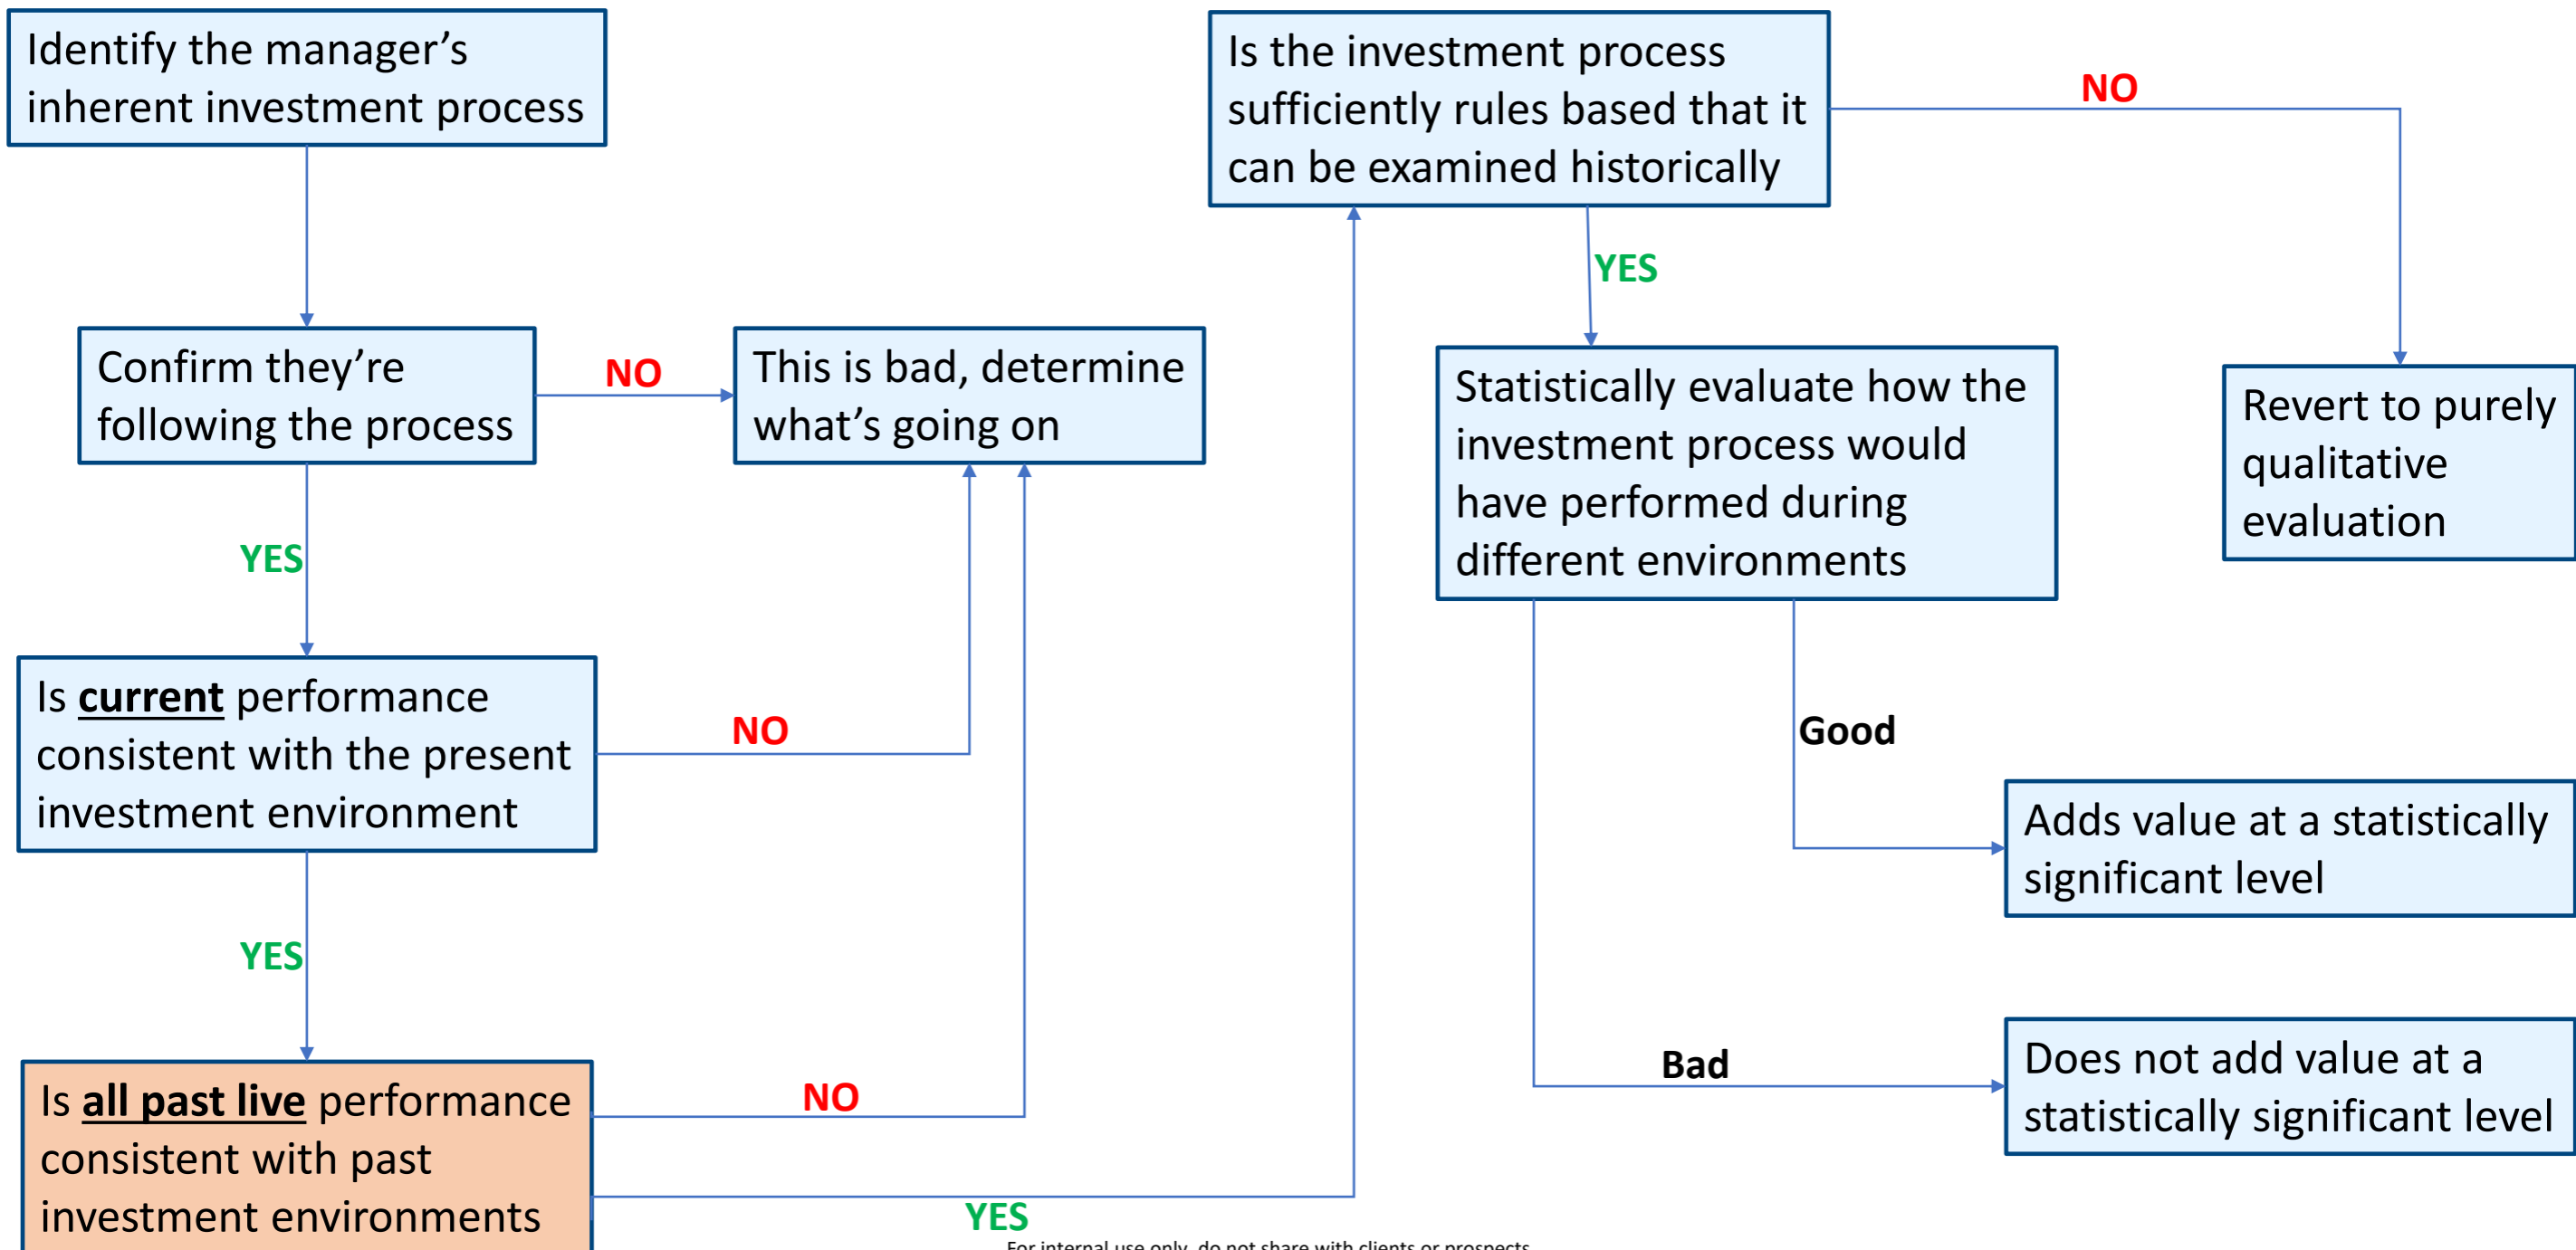 Identify the manager’s
inherent investment process
Confirm they’re
following the process
NO
This is bad, determine
what’s going on
YES
Is current performance
consistent with the present
investment environment
NO
YES
Is all past live performance
consistent with past
investment environments
NO
YES
Is the investment process
sufficiently rules based that it
can be examined historically
NO
YES
Statistically evaluate how the
investment process would
have performed during
different environments
Revert to purely
qualitative
evaluation
Good
Adds value at a statistically
significant level
Bad
Does not add value at a
statistically significant level
For internal use only, do not share with clients or prospects